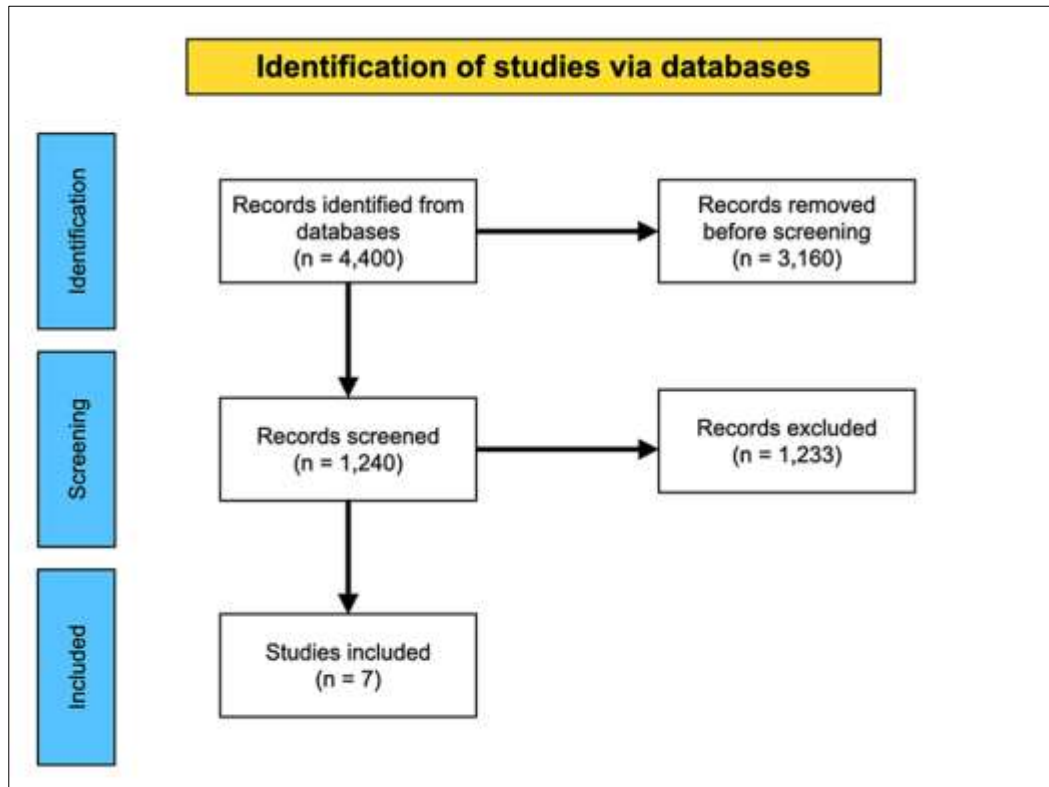 Identification of studies via databases
Identification
Records identified from
databases
(n = 4,400)
Records removed
before screening
(n = 3,160)
Screening
Records screened
(n = 1,240)
Records excluded
(n = 1,233)
Included
Studies included
(n = 7)